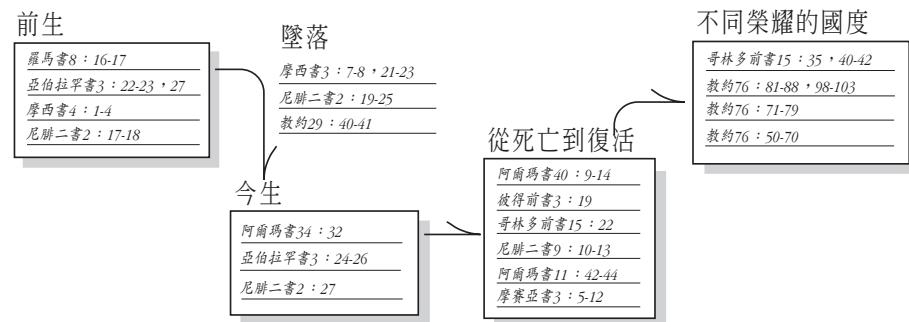 前生
羅馬書8：16-17
亞伯拉罕書3：22-23，27
摩西書4：1-4
尼腓二書2：17-18
墜落
摩西書3：7-8，21-23
尼腓二書2：19-25
教約29：40-41
今生
阿爾瑪書34：32
亞伯拉罕書3：24-26
尼腓二書2：27
從死亡到復活
阿爾瑪書40：9-14
彼得前書3：19
哥林多前書15：22
尼腓二書9：10-13
阿爾瑪書11：42-44
摩賽亞書3：5-12
不同榮耀的國度
哥林多前書15：35，40-42
教約76：81-88，98-103
教約76：71-79
教約76：50-70